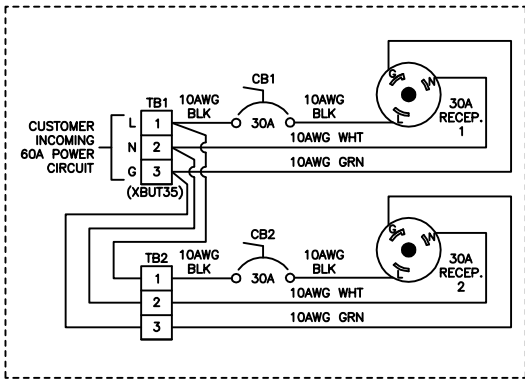 CB1
TB1
10AWG
BLK
10AWG
BLK
30A
G
W
L
30A
RECEP.
1
CUSTOMER
INCOMING
60A POWER
CIRCUIT
L
N
G
1
2
3
10AWG WHT
10AWG GRN
(XBUT35)
CB2
TB2
10AWG
BLK
10AWG
BLK
30A
G
W
L
30A
RECEP.
2
1
2
3
10AWG WHT
10AWG GRN